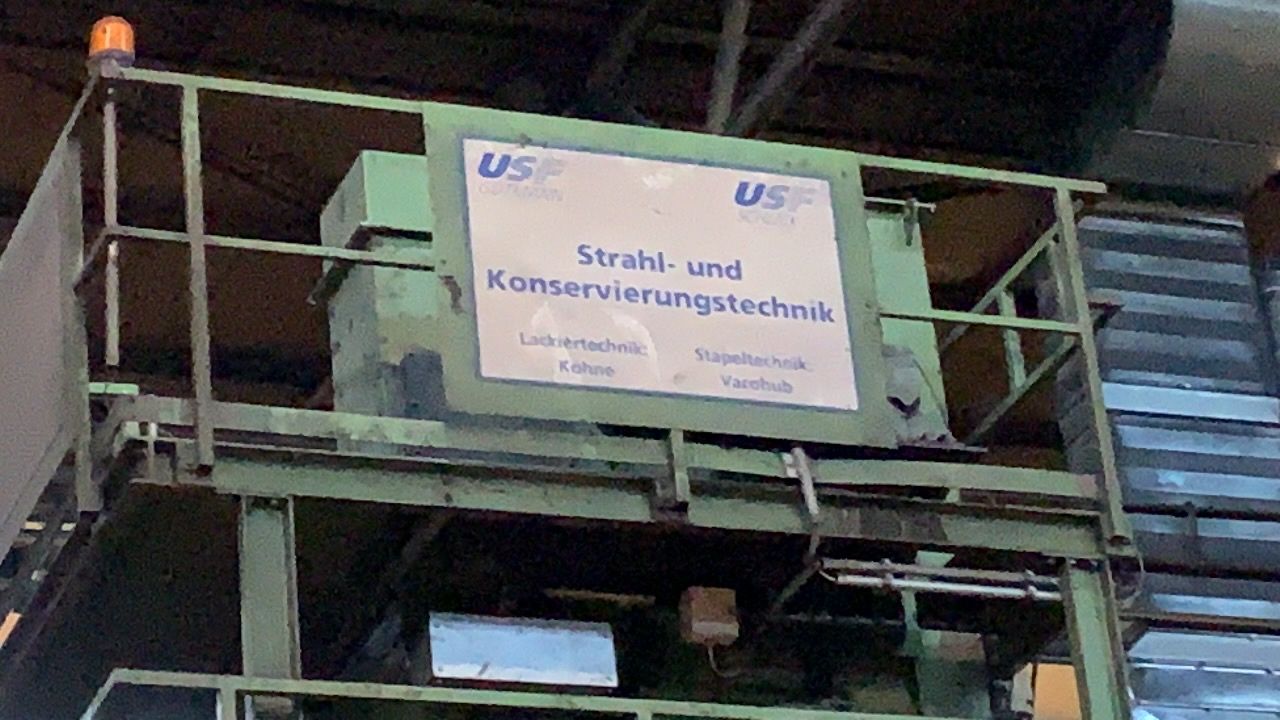 USF USF
Strahl- und
Konservierungstechnik
Lackiertechnik: Stapeltechnik:
Köhne Vacohub